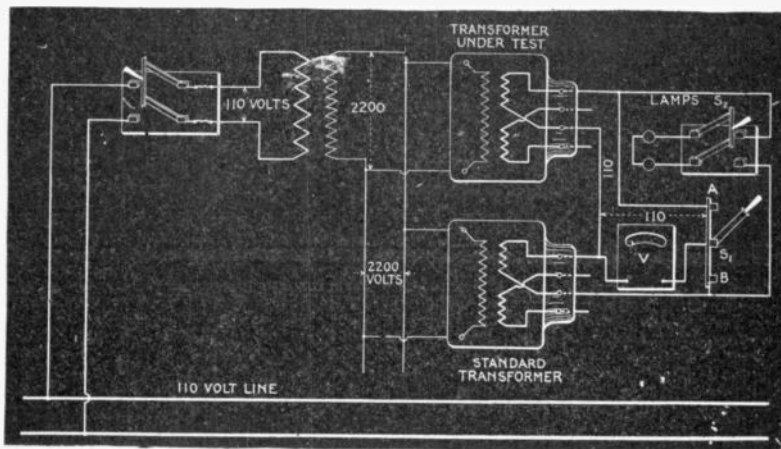 TRANSFORMER
UNDER TEST
110 VOLTS
2200
LAMPS S₂
110
A
110
V
S₁
B
2200
VOLTS
STANDARD
TRANSFORMER
110 VOLT LINE